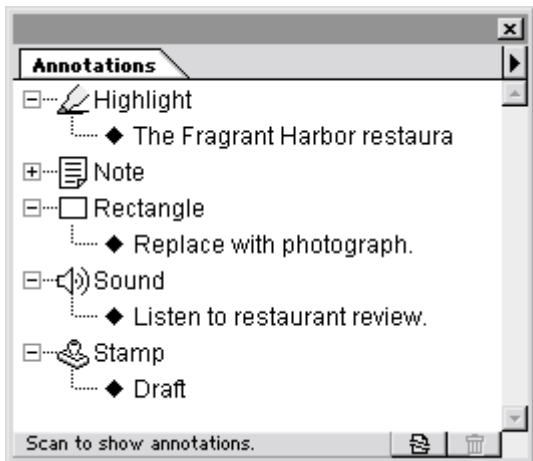 Annotations
Highlight
The Fragrant Harbor restaura
Note
Rectangle
Replace with photograph.
Sound
Listen to restaurant review.
Stamp
Draft
Scan to show annotations.